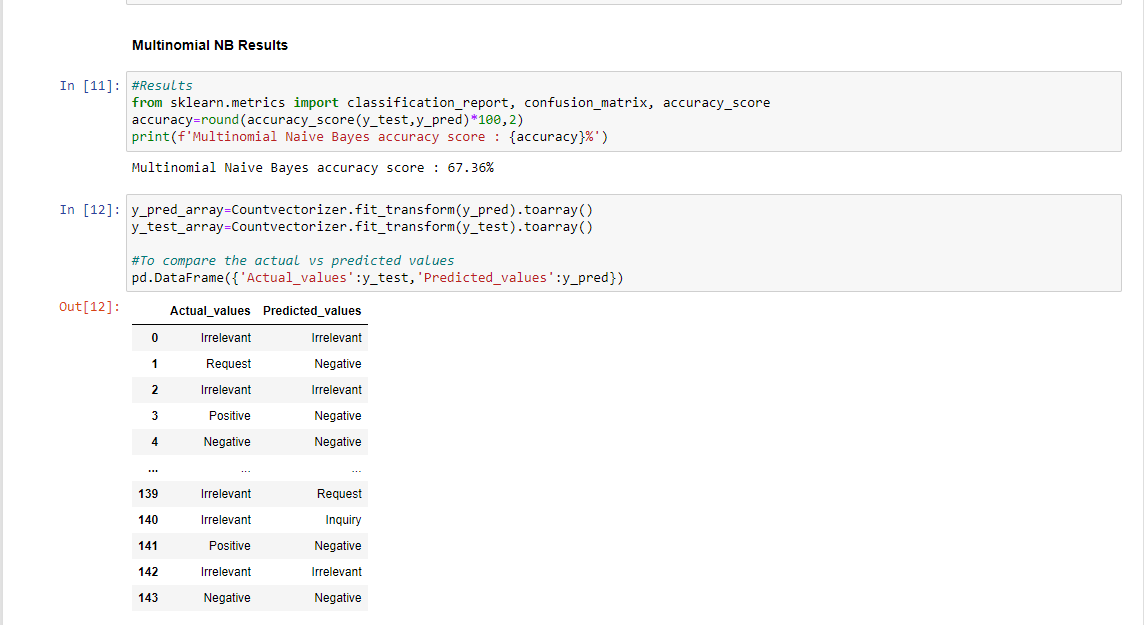 Multinomial NB Results
In [11]: #Results
from sklearn.metrics import classification_report, confusion_matrix, accuracy_score
accuracy=round(accuracy_score(y_test,y_pred)*100,2)
print(f'Multinomial Naive Bayes accuracy score : {accuracy}%')
Multinomial Naive Bayes accuracy score : 67.36%
In [12]: y_pred_array=Countvectorizer.fit_transform(y_pred).toarray()
y_test_array=Countvectorizer.fit_transform(y_test).toarray()
#To compare the actual vs predicted values
pd.DataFrame({'Actual_values':y_test,'Predicted_values':y_pred})
Out[12]:
Actual_values Predicted_values
0 Irrelevant Irrelevant
1 Request Negative
2 Irrelevant Irrelevant
3 Positive Negative
4 Negative Negative
... ... ...
139 Irrelevant Request
140 Irrelevant Inquiry
141 Positive Negative
142 Irrelevant Irrelevant
143 Negative Negative